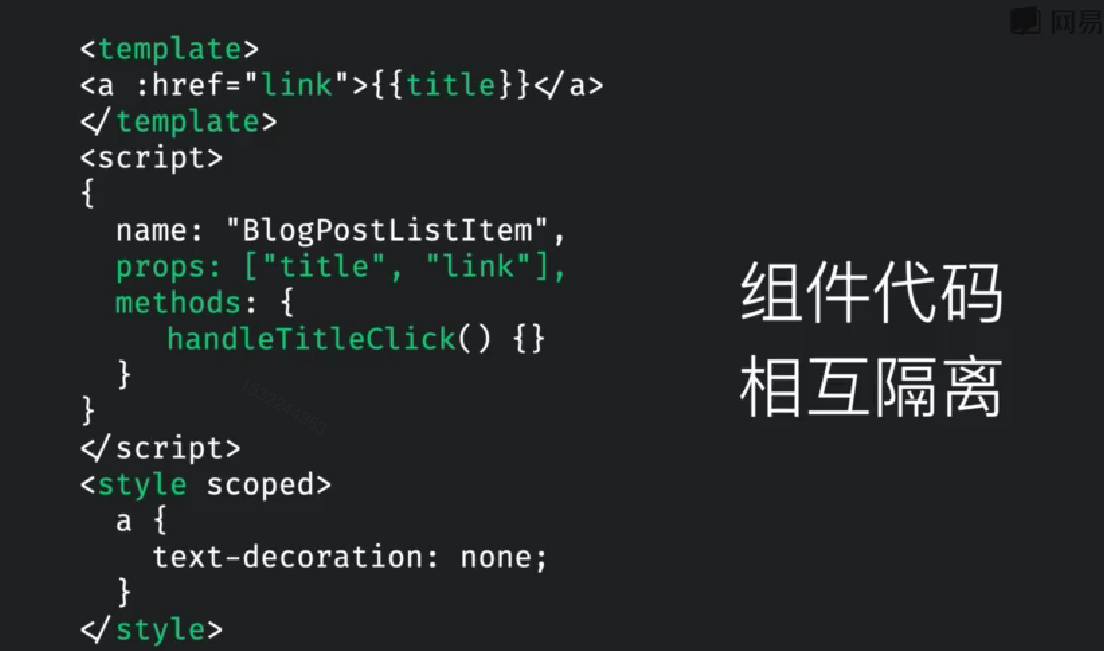 网易
<template>
<a :href="link">{{title}}</a>
</template>
<script>
{
  name: "BlogPostListItem",
  props: ["title", "link"],
  methods: {
    handleTitleClick() {}
  }
}
</script>
<style scoped>
  a {
    text-decoration: none;
  }
</style>
组件代码
相互隔离
1532244363